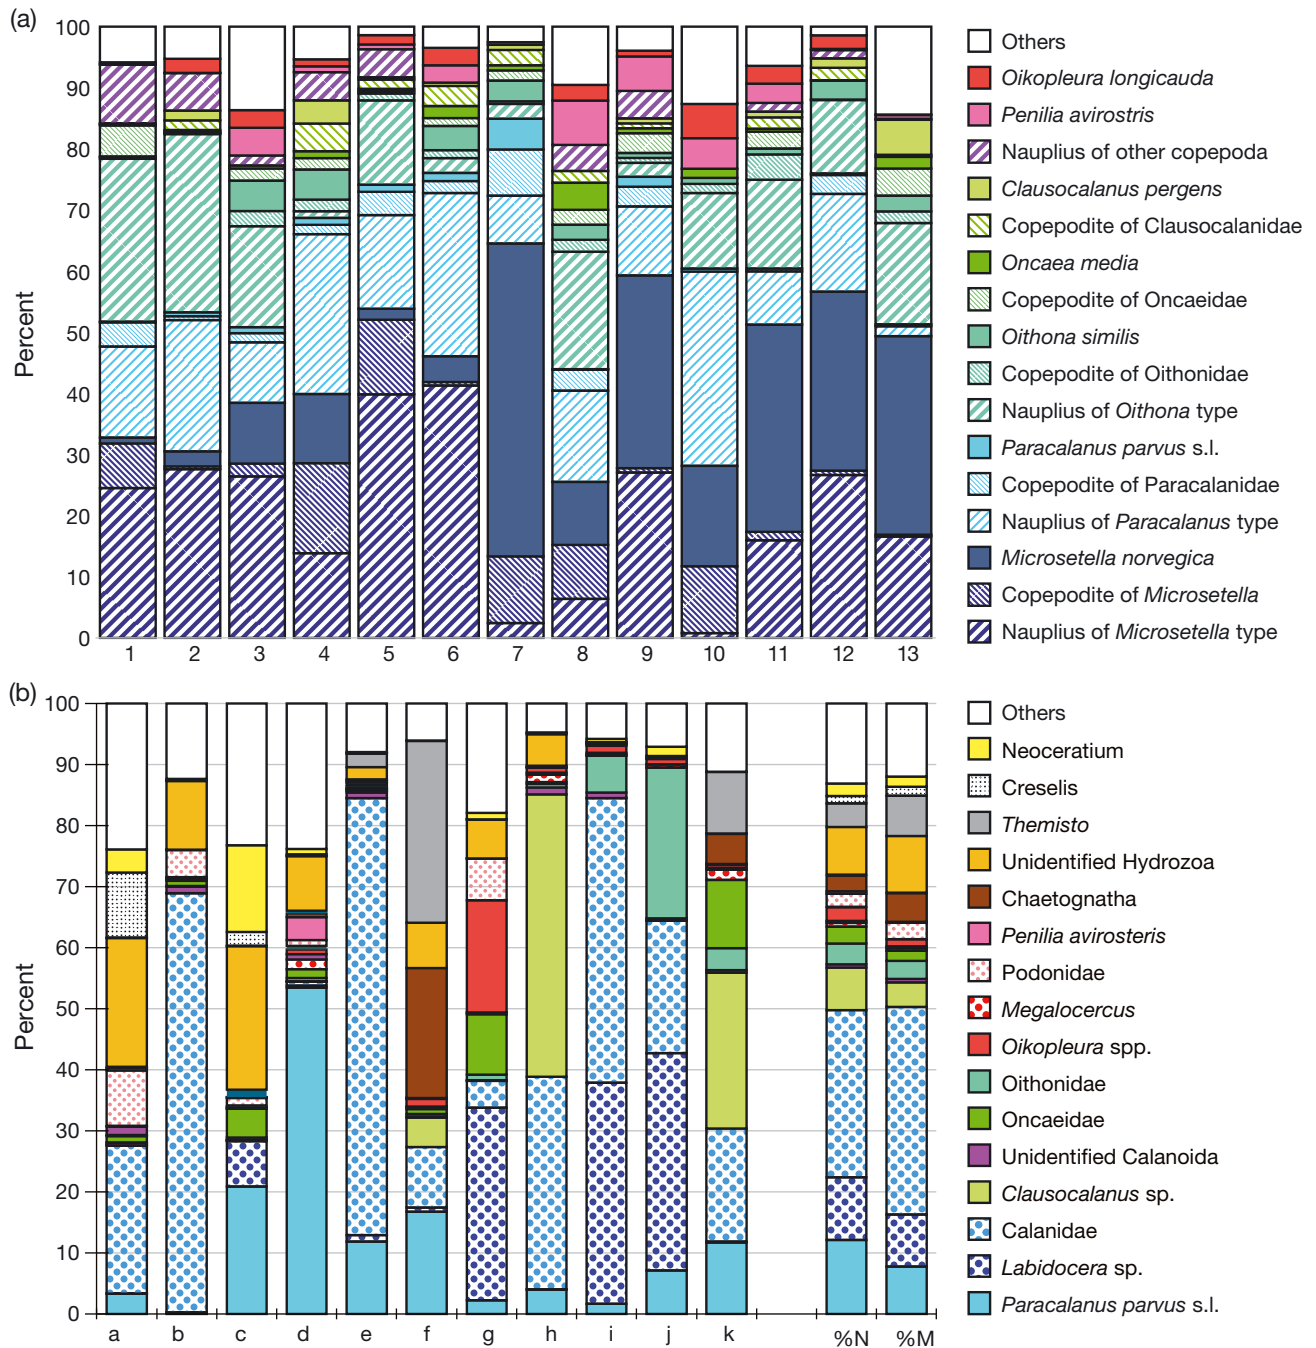 (a)
Percent
100
90
80
70
60
50
40
30
20
10
0
1 2 3 4 5 6 7 8 9 10 11 12 13
Others
Oikopleura longicauda
Penilia avirostris
Nauplius of other copepoda
Clausocalanus pergens
Copepodite of Clausocalanidae
Oncaea media
Copepodite of Oncaeidae
Oithona similis
Copepodite of Oithonidae
Nauplius of Oithona type
Paracalanus parvus s.l.
Copepodite of Paracalanidae
Nauplius of Paracalanus type
Microsetella norvegica
Copepodite of Microsetella
Nauplius of Microsetella type
(b)
Percent
100
90
80
70
60
50
40
30
20
10
0
a b c d e f g h i j k %N %M
Others
Neoceratium
Creselis
Themisto
Unidentified Hydrozoa
Chaetognatha
Penilia avirosteris
Podonidae
Megalocercus
Oikopleura spp.
Oithonidae
Oncaeidae
Unidentified Calanoida
Clausocalanus sp.
Calanidae
Labidocera sp.
Paracalanus parvus s.l.